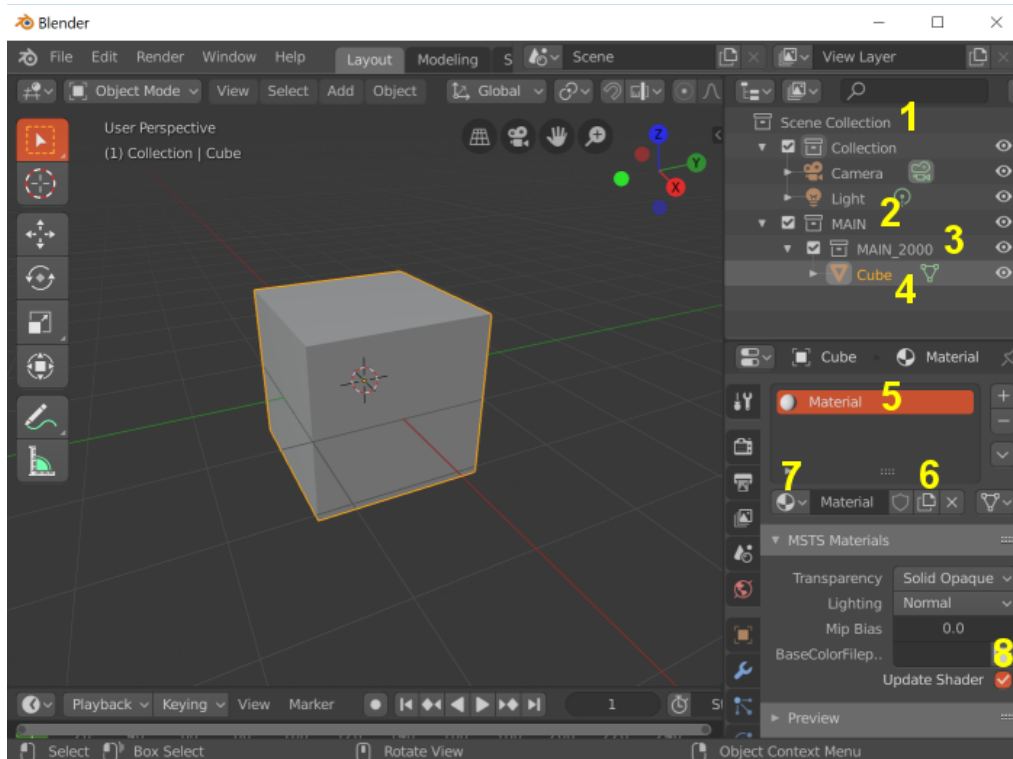 Blender
File Edit Render Window Help Layout Modeling S Scene View Layer
Object Mode View Select Add Object Global
User Perspective
(1) Collection | Cube
Z
Y
X
Scene Collection 1
Collection
Camera
Light
MAIN 2
MAIN_2000 3
Cube 4
Cube Material
Material 5
7 6
Material
MSTS Materials
Transparency Solid Opaque
Lighting Normal
Mip Bias 0.0
BaseColorFilep.. 8
Update Shader
Preview
Playback Keying View Marker 1
Select Box Select Rotate View Object Context Menu